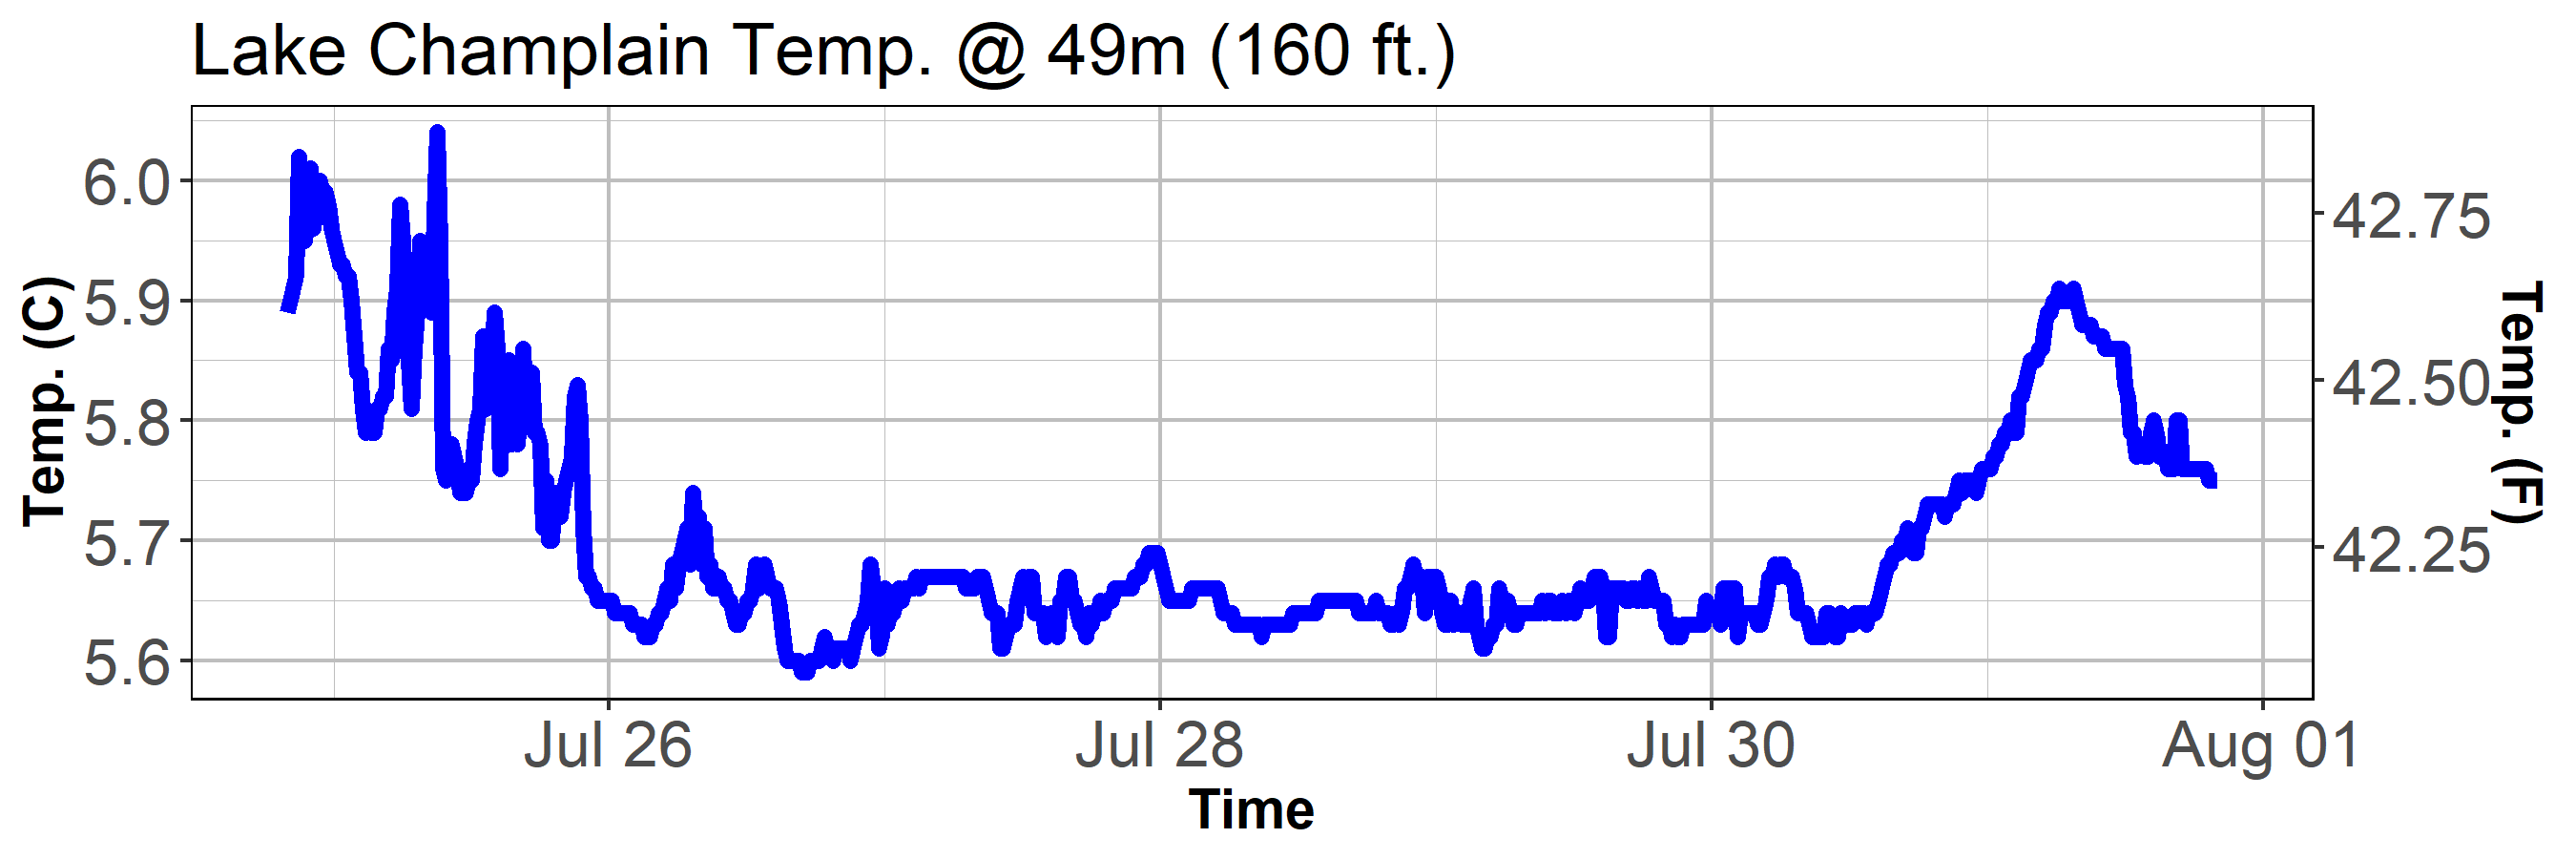 Lake Champlain Temp. @ 49m (160 ft.)
6.0
5.9
5.8
5.7
5.6
Temp. (C)
42.75
42.50
42.25
Temp. (F)
Jul 26 Jul 28 Jul 30 Aug 01
Time